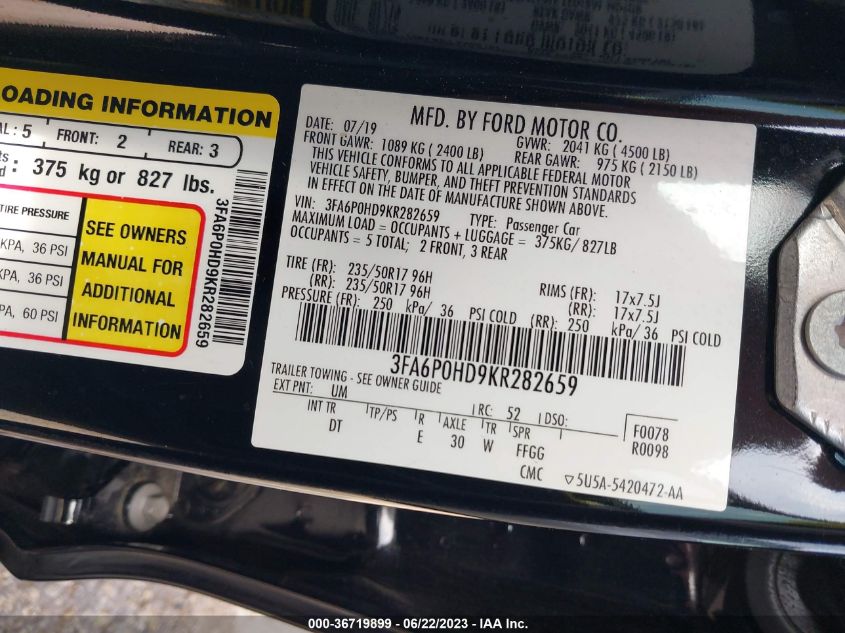 OADING INFORMATION
AL: 5 FRONT: 2 REAR: 3
375 kg or 827 lbs.
TIRE PRESSURE
KPA, 36 PSI
KPA, 36 PSI
PA, 60 PSI
SEE OWNERS
MANUAL FOR
ADDITIONAL
INFORMATION
3FA6P0HD9KR282659
MFD. BY FORD MOTOR CO.
DATE: 07/19 GVWR: 2041 KG ( 4500 LB)
FRONT GAWR: 1089 KG ( 2400 LB) REAR GAWR: 975 KG ( 2150 LB)
THIS VEHICLE CONFORMS TO ALL APPLICABLE FEDERAL MOTOR
VEHICLE SAFETY, BUMPER, AND THEFT PREVENTION STANDARDS
IN EFFECT ON THE DATE OF MANUFACTURE SHOWN ABOVE.
VIN: 3FA6P0HD9KR282659 TYPE: Passenger Car
MAXIMUM LOAD = OCCUPANTS + LUGGAGE = 375KG/ 827LB
OCCUPANTS = 5 TOTAL; 2 FRONT, 3 REAR
TIRE (FR): 235/50R17 96H RIMS (FR): 17x7.5J
(RR): 235/50R17 96H (RR): 17x7.5J
PRESSURE (FR): 250 kPa/ 36 PSI COLD (RR): 250 kPa/ 36 PSI COLD
3FA6P0HD9KR282659
TRAILER TOWING - SEE OWNER GUIDE
EXT PNT: UM RC: 52 DSO: F0078
INT TR TP/PS R AXLE TR SPR R0098
DT E 30 W FFGG
CMC 5U5A-5420472-AA
000-36719899 - 06/22/2023 - IAA Inc.